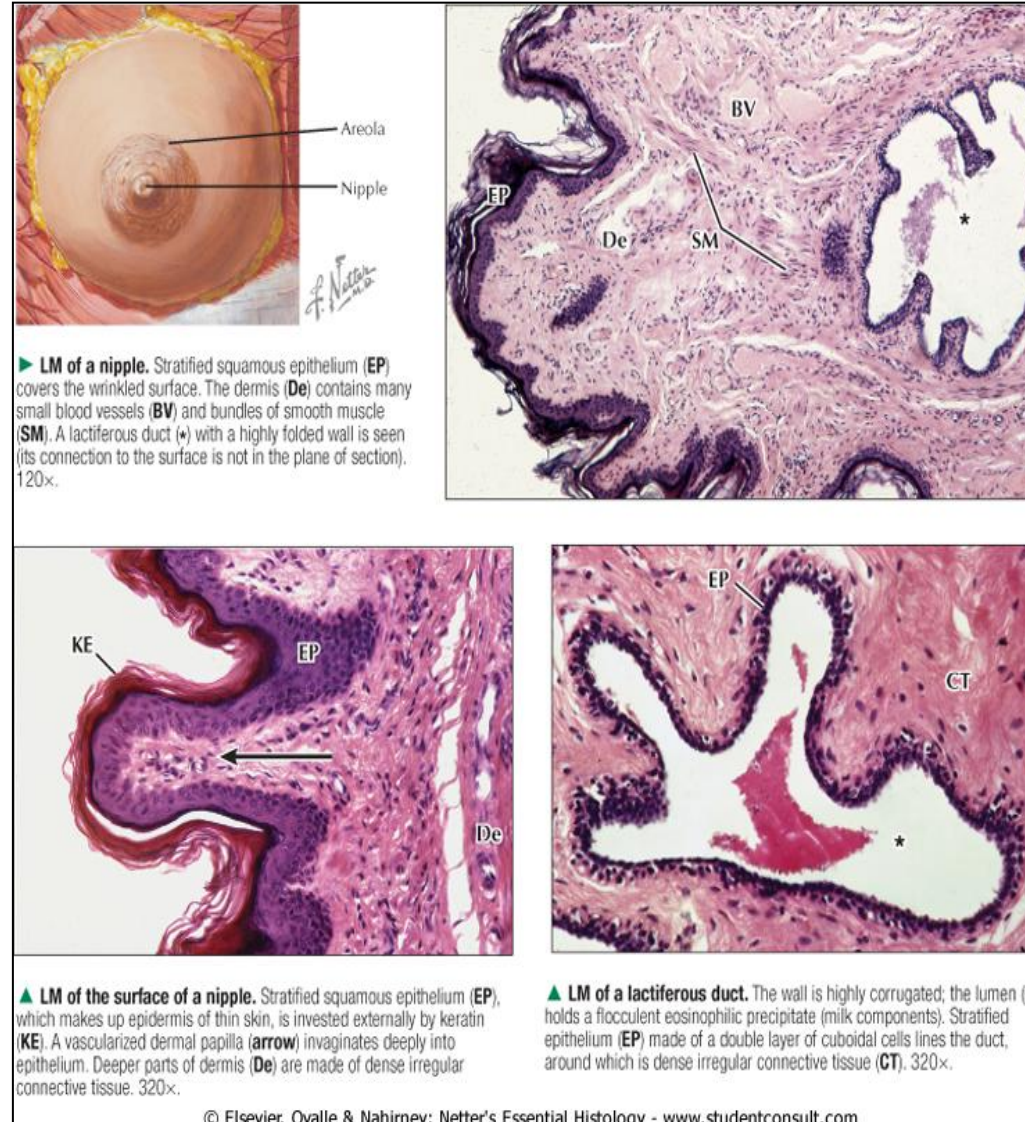 Areola
Nipple
F. Netter
M.D.
► LM of a nipple. Stratified squamous epithelium (EP)
covers the wrinkled surface. The dermis (De) contains many
small blood vessels (BV) and bundles of smooth muscle
(SM). A lactiferous duct (*) with a highly folded wall is seen
(its connection to the surface is not in the plane of section).
120×.
BV
EP
De
SM
*
KE
EP
De
▲ LM of the surface of a nipple. Stratified squamous epithelium (EP),
which makes up epidermis of thin skin, is invested externally by keratin
(KE). A vascularized dermal papilla (arrow) invaginates deeply into
epithelium. Deeper parts of dermis (De) are made of dense irregular
connective tissue. 320×.
EP
CT
*
▲ LM of a lactiferous duct. The wall is highly corrugated; the lumen (
holds a flocculent eosinophilic precipitate (milk components). Stratified
epithelium (EP) made of a double layer of cuboidal cells lines the duct,
around which is dense irregular connective tissue (CT). 320×.
© Elsevier. Ovalle & Nahirney: Netter's Essential Histology - www.studentconsult.com